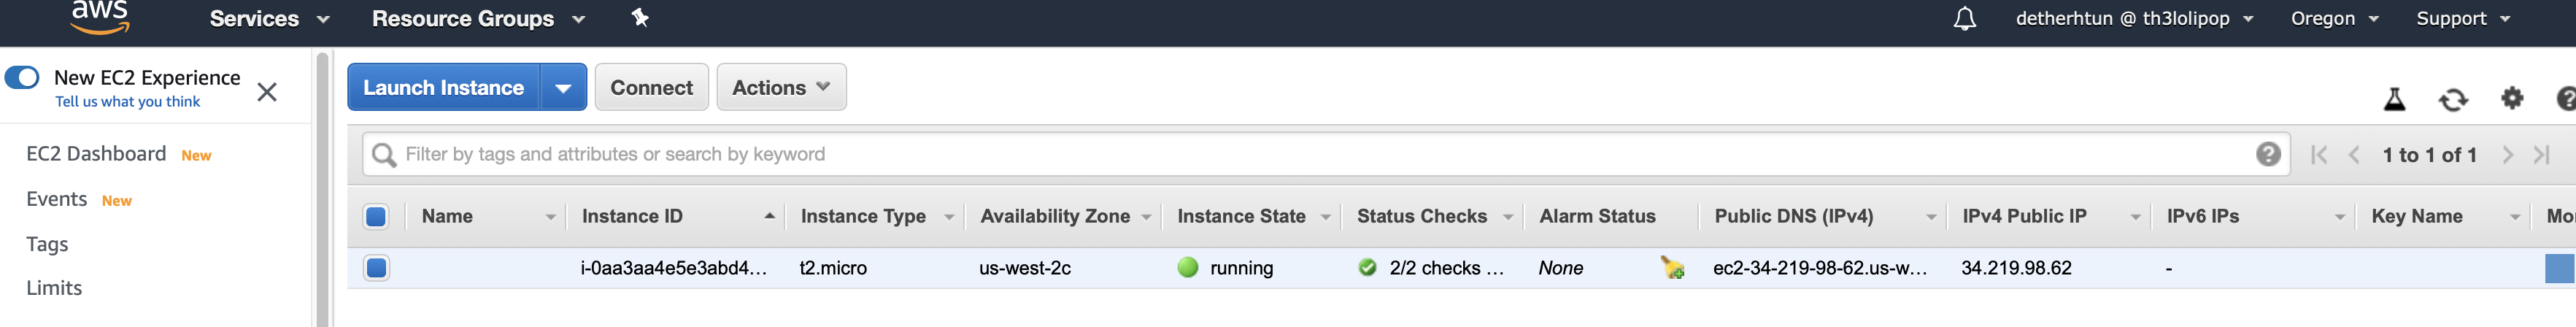 aws Services Resource Groups detherhtun @ th3lolipop Oregon Support
New EC2 Experience
Tell us what you think
Launch Instance Connect Actions
EC2 Dashboard New
Filter by tags and attributes or search by keyword
1 to 1 of 1
Events New
Name Instance ID Instance Type Availability Zone Instance State Status Checks Alarm Status Public DNS (IPv4) IPv4 Public IP IPv6 IPs Key Name Mo
Tags
i-0aa3aa4e5e3abd4... t2.micro us-west-2c running 2/2 checks ... None ec2-34-219-98-62.us-w... 34.219.98.62 -
Limits